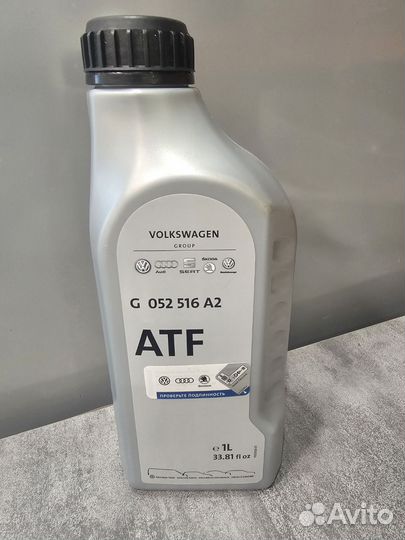 VOLKSWAGEN
GROUP
Audi SEAT ŠKODA
G 052 516 A2
ATF
ПРОВЕРЬТЕ ПОДЛИННОСТЬ
e 1L
33.81 fl oz
Avito